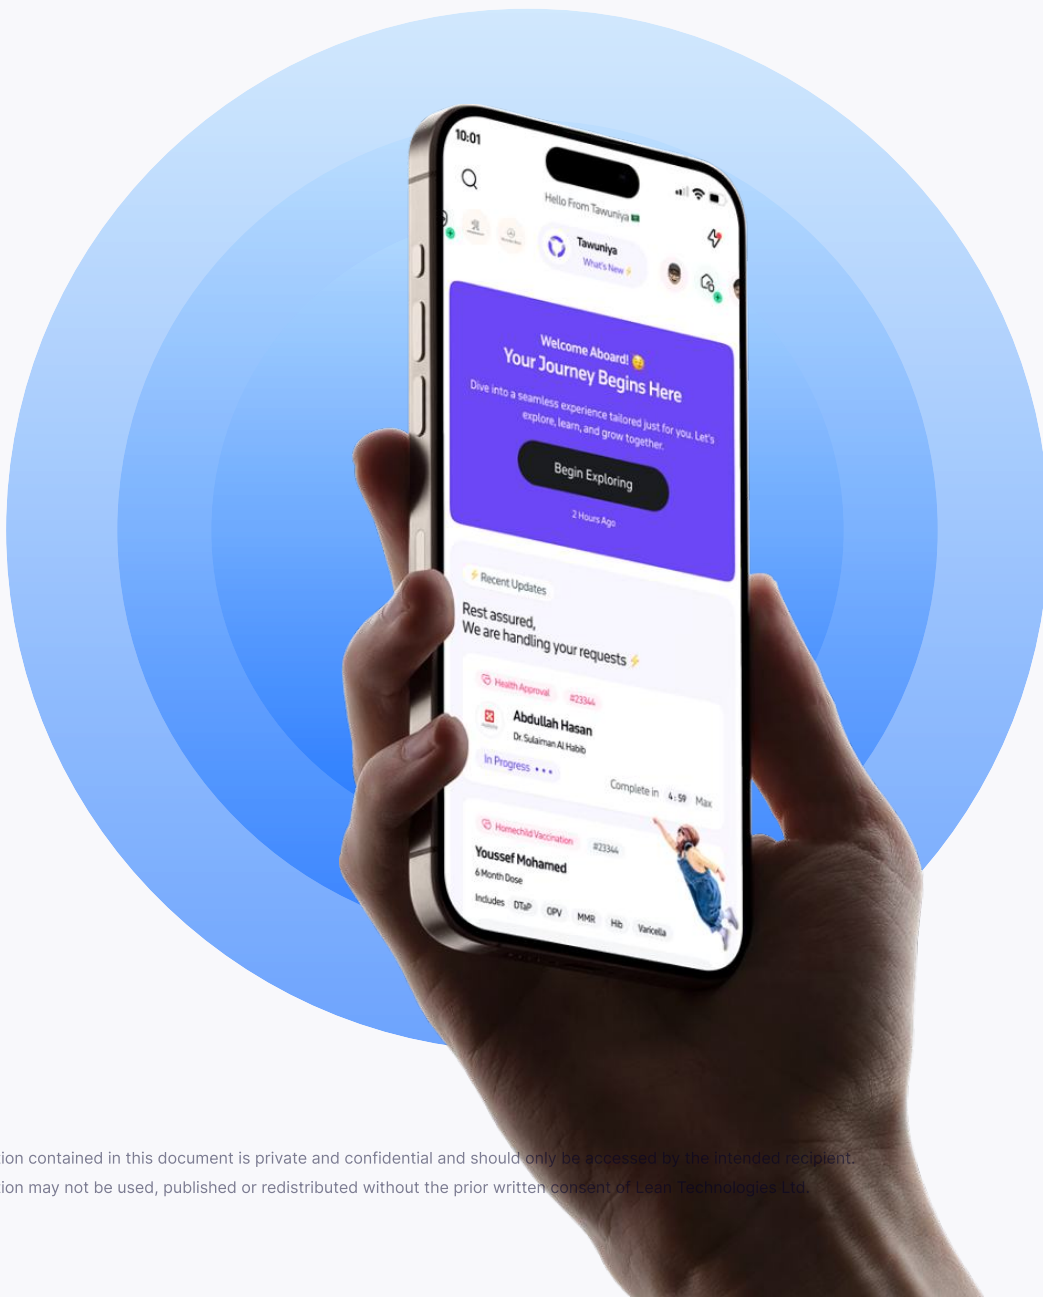 10:01
Hello From Tawuniya
Tawuniya
What's New
Welcome Aboard!
Your Journey Begins Here
Dive into a seamless experience tailored just for you. Let's
explore, learn, and grow together.
Begin Exploring
2 Hours Ago
Recent Updates
Rest assured,
We are handling your requests
Health Approval #23344
Abdullah Hasan
Dr. Sulaiman Al Habib
In Progress
Complete in 4 : 59 Max
Homechild Vaccination #23344
Youssef Mohamed
6 Month Dose
Includes DTaP OPV MMR Hib Varicella
tion contained in this document is private and confidential and should only be accessed by the intended recipient.
tion may not be used, published or redistributed without the prior written consent of Lean Technologies Ltd.